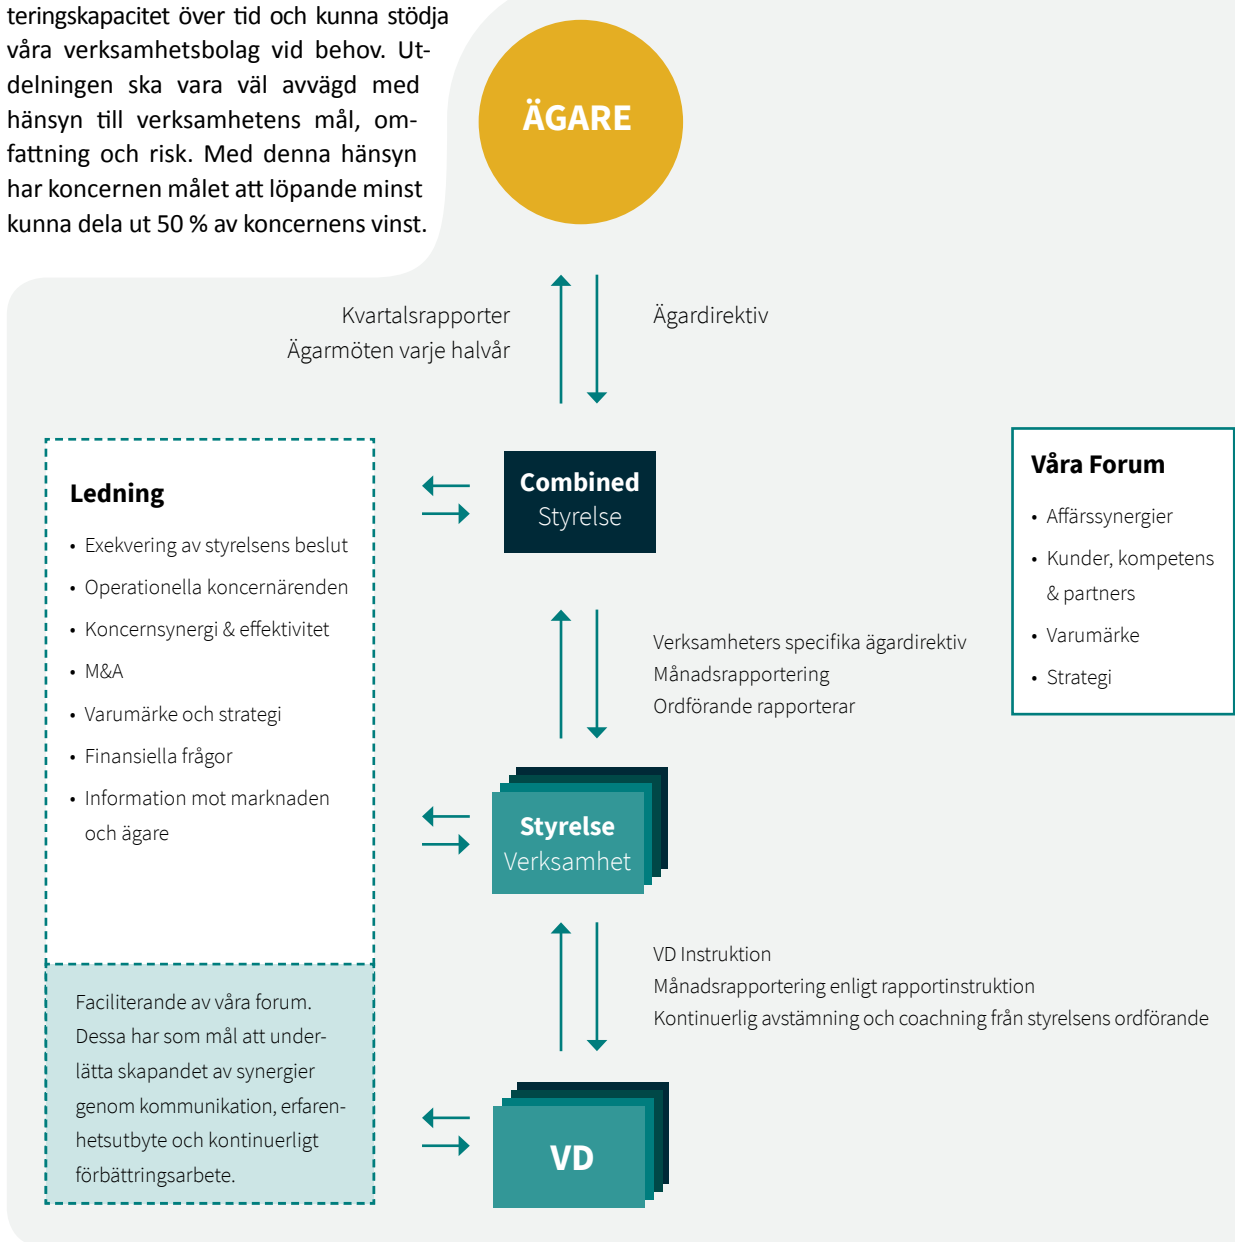 teringskapacitet över tid och kunna stödja
våra verksamhetsbolag vid behov. Ut-
delningen ska vara väl avvägd med
hänsyn till verksamhetens mål, om-
fattning och risk. Med denna hänsyn
har koncernen målet att löpande minst
kunna dela ut 50 % av koncernens vinst.
ÄGARE
Kvartalsrapporter
Ägarmöten varje halvår
Ägardirektiv
Ledning
• Exekvering av styrelsens beslut
• Operationella koncernärenden
• Koncernsynergi & effektivitet
• M&A
• Varumärke och strategi
• Finansiella frågor
• Information mot marknaden
och ägare
Faciliterande av våra forum.
Dessa har som mål att under-
lätta skapandet av synergier
genom kommunikation, erfaren-
hetsutbyte och kontinuerligt
förbättringsarbete.
Combined
Styrelse
Verksamheters specifika ägardirektiv
Månadsrapportering
Ordförande rapporterar
Styrelse
Verksamhet
VD Instruktion
Månadsrapportering enligt rapportinstruktion
Kontinuerlig avstämning och coachning från styrelsens ordförande
VD
Våra Forum
• Affärssynergier
• Kunder, kompetens
& partners
• Varumärke
• Strategi